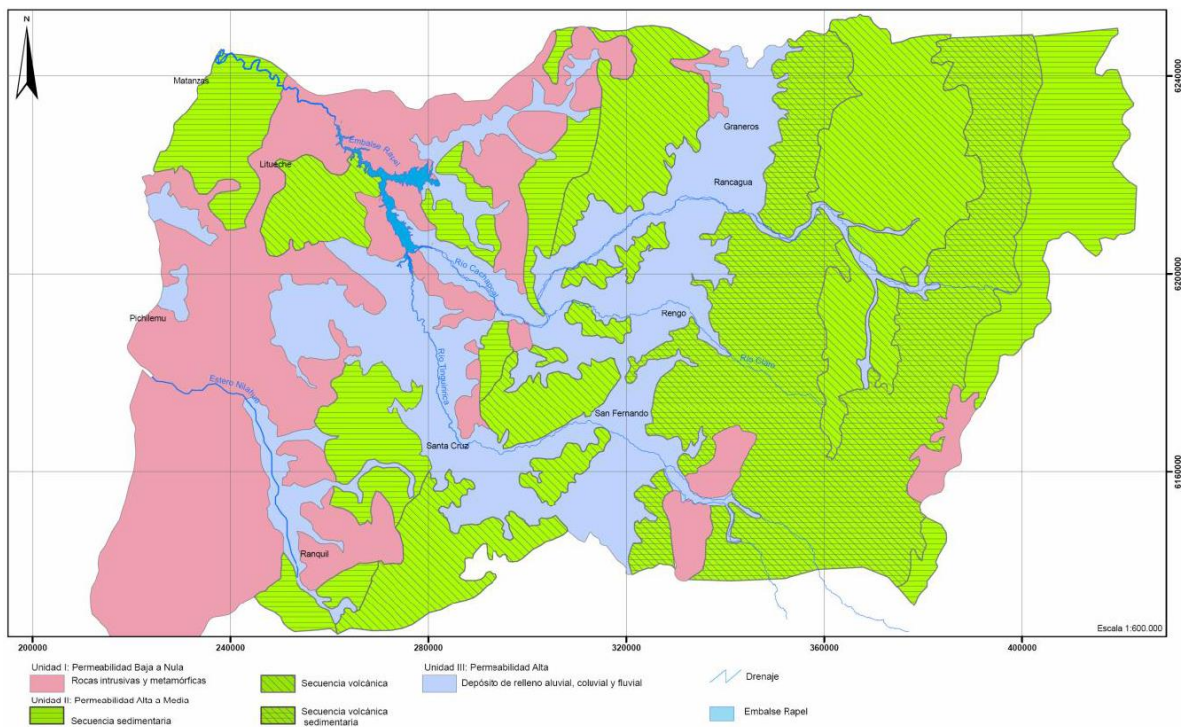 N
Matanzas
6240000
Graneros
Embalse Rapel
Litueche
Rancagua
Río Cachapoal
6200000
Pichilemu
Rengo
Río Claro
Río Tinguiririca
Estero Nilahue
San Fernando
Santa Cruz
6160000
Ranquil
Escala 1:600.000
200000 240000 280000 320000 360000 400000
Unidad I: Permeabilidad Baja a Nula
Rocas intrusivas y metamórficas
Unidad II: Permeabilidad Alta a Media
Secuencia sedimentaria
Secuencia volcánica
Secuencia volcánica
sedimentaria
Unidad III: Permeabilidad Alta
Depósito de relleno aluvial, coluvial y fluvial
Drenaje
Embalse Rapel